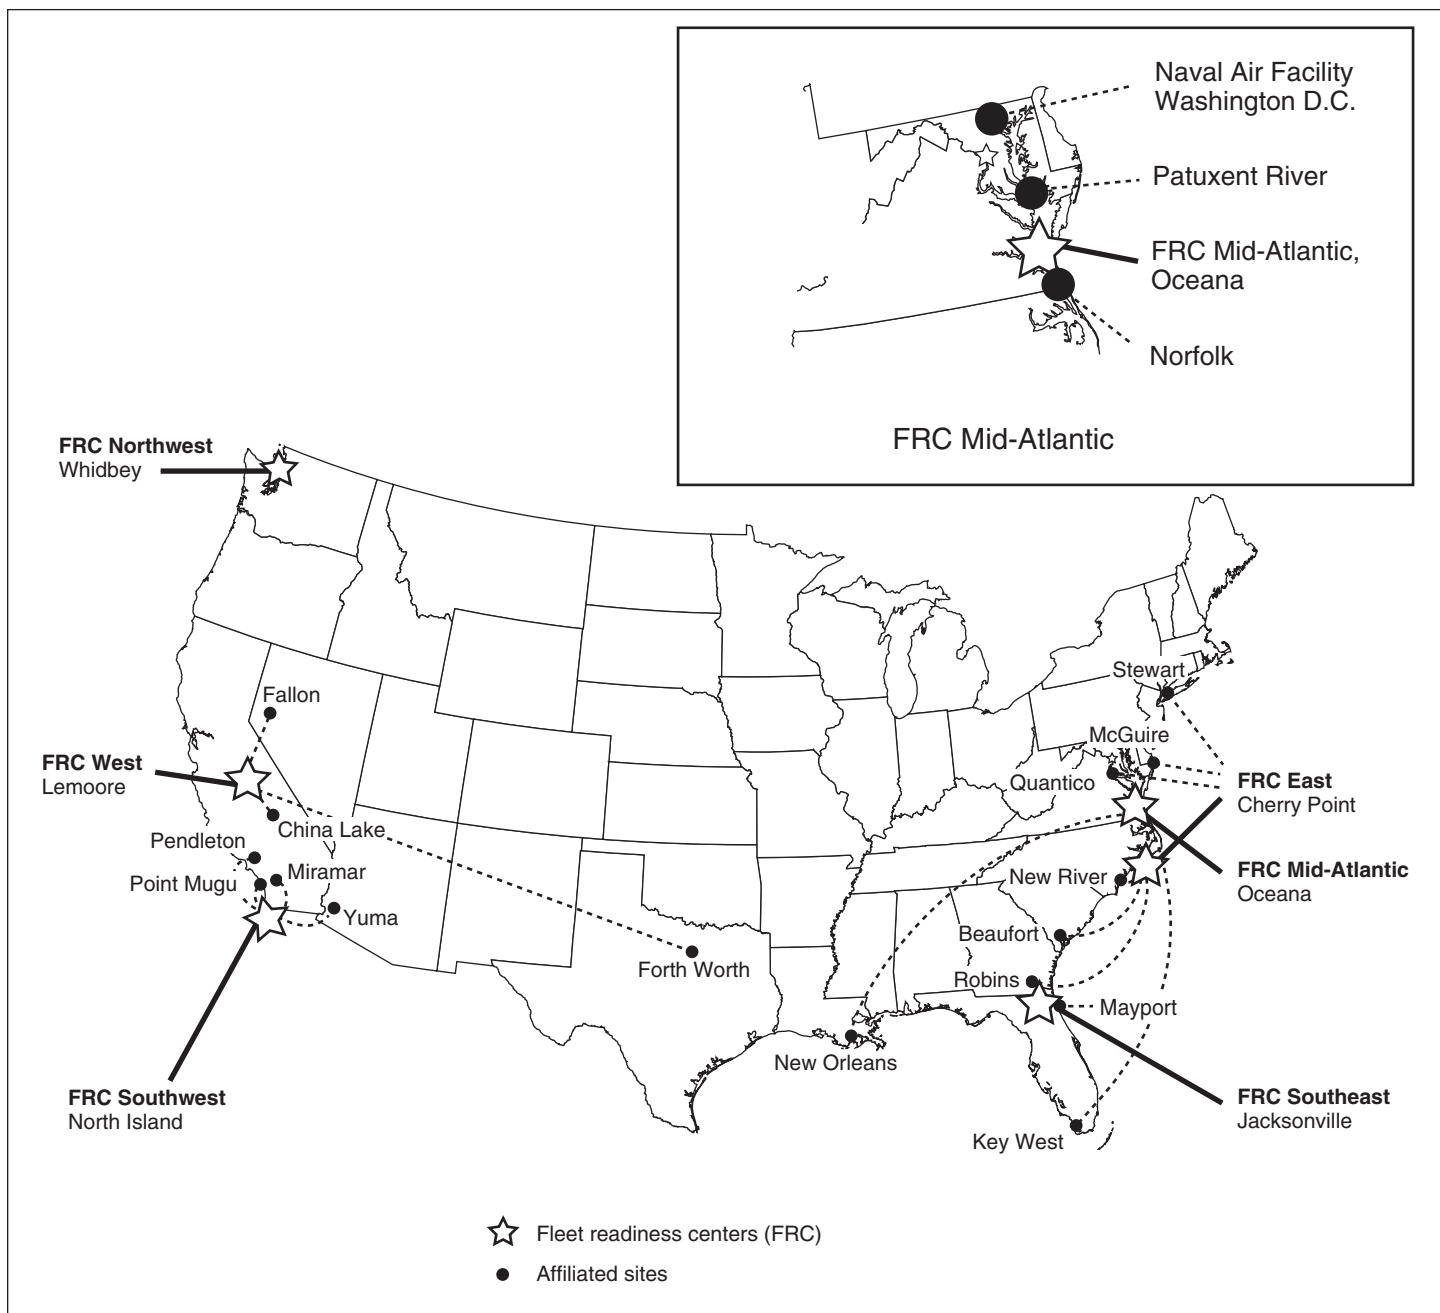 Naval Air Facility
Washington D.C.
Patuxent River
FRC Mid-Atlantic,
Oceana
Norfolk
FRC Mid-Atlantic
FRC Northwest
Whidbey
Stewart
Fallon
McGuire
FRC West
Lemoore
Quantico
FRC East
Cherry Point
China Lake
Pendleton
Miramar
Point Mugu
FRC Mid-Atlantic
Oceana
New River
Yuma
Beaufort
Forth Worth
Robins
Mayport
New Orleans
FRC Southwest
North Island
FRC Southeast
Jacksonville
Key West
Fleet readiness centers (FRC)
Affiliated sites